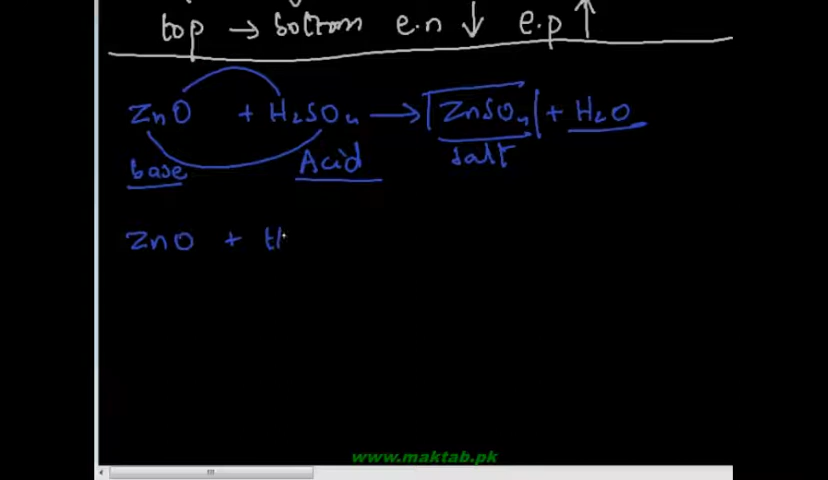 top → bottom e.n ↓ e.p ↑
ZnO + H₂SO₄ → ZnSO₄ + H₂O
base Acid salt
ZnO + H
www.maktab.pk